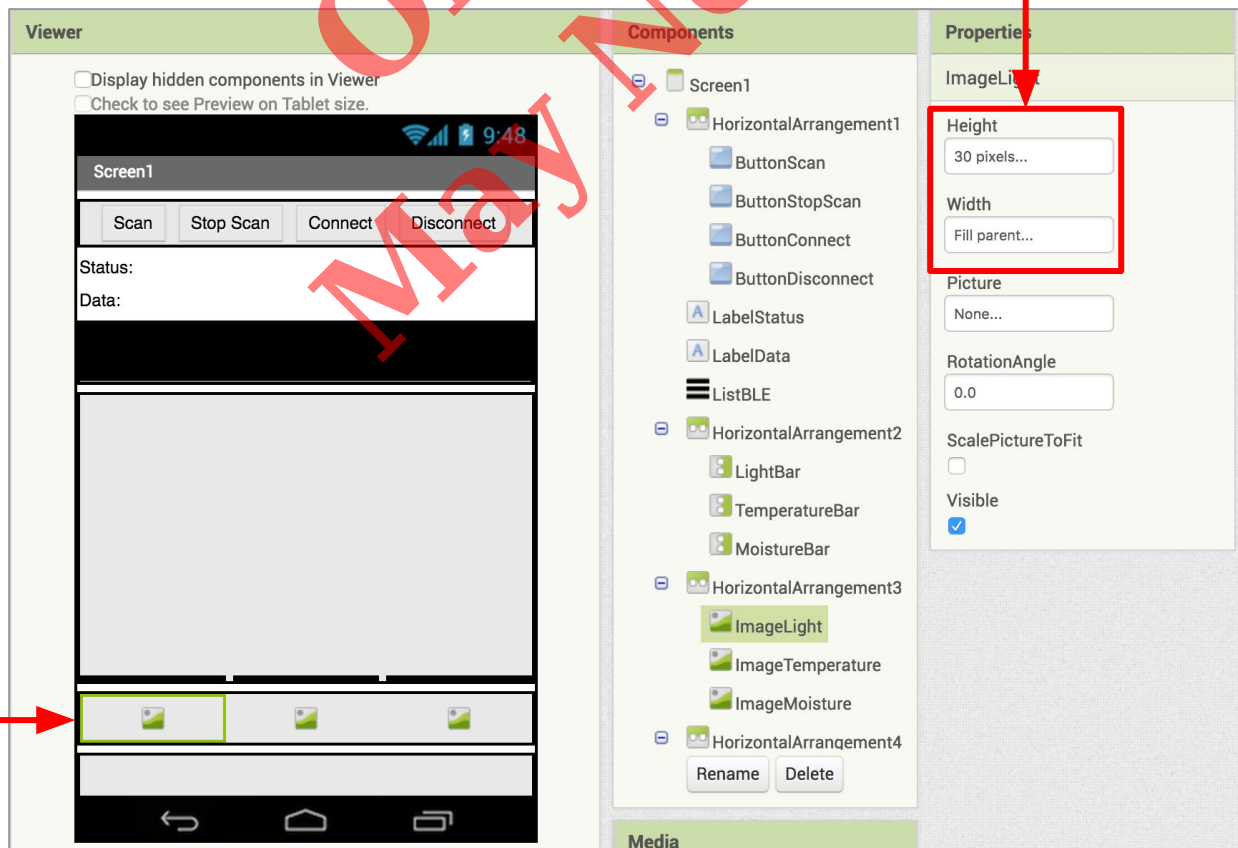 Viewer
Display hidden components in Viewer
Check to see Preview on Tablet size.
9:48
Screen1
Scan Stop Scan Connect Disconnect
Status:
Data:
Components
Screen1
HorizontalArrangement1
ButtonScan
ButtonStopScan
ButtonConnect
ButtonDisconnect
A LabelStatus
A LabelData
ListBLE
HorizontalArrangement2
LightBar
TemperatureBar
MoistureBar
HorizontalArrangement3
ImageLight
ImageTemperature
ImageMoisture
HorizontalArrangement4
Rename Delete
Media
Properties
ImageLight
Height
30 pixels...
Width
Fill parent...
Picture
None...
RotationAngle
0.0
ScalePictureToFit
Visible
May No